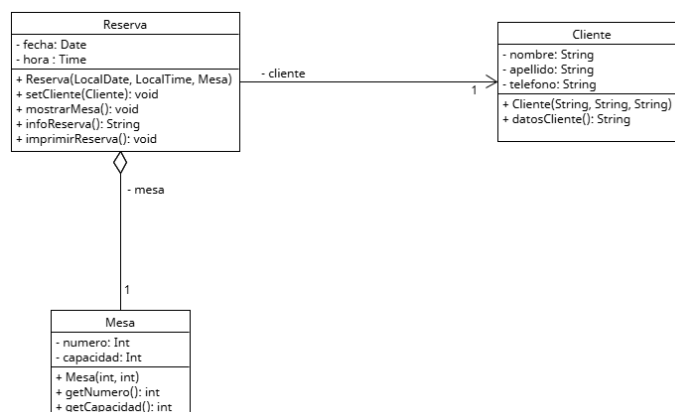 Reserva
- fecha: Date
- hora : Time
+ Reserva(LocalDate, LocalTime, Mesa)
+ setCliente(Cliente): void
+ mostrarMesa(): void
+ infoReserva(): String
+ imprimirReserva(): void
- cliente
1
Cliente
- nombre: String
- apellido: String
- telefono: String
+ Cliente(String, String, String)
+ datosCliente(): String
- mesa
1
Mesa
- numero: Int
- capacidad: Int
+ Mesa(int, int)
+ getNumero(): int
+ getCapacidad(): int